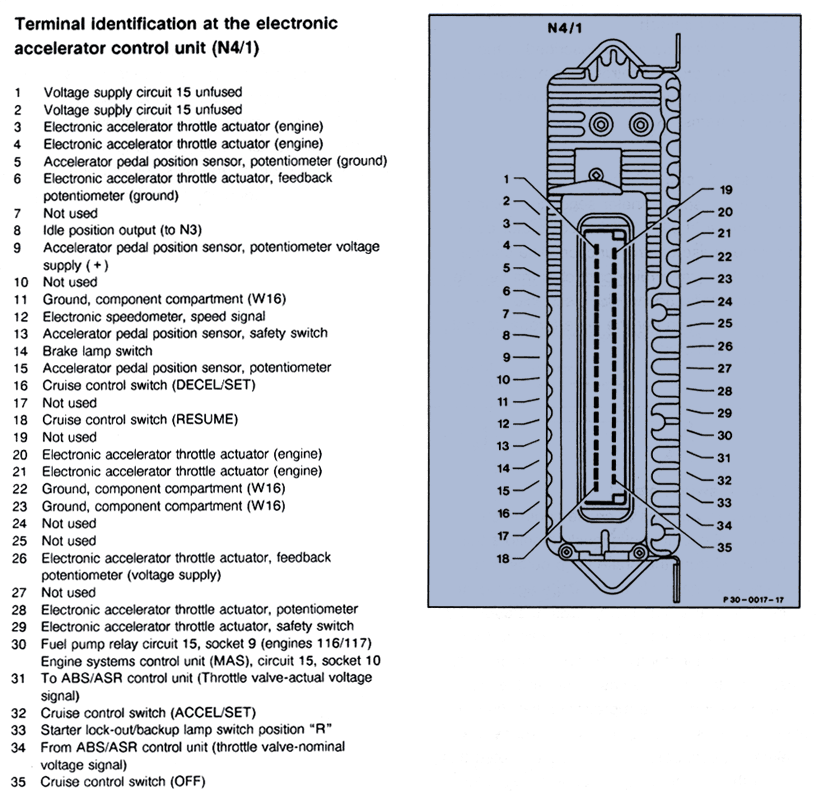 Terminal identification at the electronic
accelerator control unit (N4/1)
1 Voltage supply circuit 15 unfused
2 Voltage supply circuit 15 unfused
3 Electronic accelerator throttle actuator (engine)
4 Electronic accelerator throttle actuator (engine)
5 Accelerator pedal position sensor, potentiometer (ground)
6 Electronic accelerator throttle actuator, feedback
potentiometer (ground)
7 Not used
8 Idle position output (to N3)
9 Accelerator pedal position sensor, potentiometer voltage
supply (+)
10 Not used
11 Ground, component compartment (W16)
12 Electronic speedometer, speed signal
13 Accelerator pedal position sensor, safety switch
14 Brake lamp switch
15 Accelerator pedal position sensor, potentiometer
16 Cruise control switch (DECEL/SET)
17 Not used
18 Cruise control switch (RESUME)
19 Not used
20 Electronic accelerator throttle actuator (engine)
21 Electronic accelerator throttle actuator (engine)
22 Ground, component compartment (W16)
23 Ground, component compartment (W16)
24 Not used
25 Not used
26 Electronic accelerator throttle actuator, feedback
potentiometer (voltage supply)
27 Not used
28 Electronic accelerator throttle actuator, potentiometer
29 Electronic accelerator throttle actuator, safety switch
30 Fuel pump relay circuit 15, socket 9 (engines 116/117)
Engine systems control unit (MAS), circuit 15, socket 10
31 To ABS/ASR control unit (Throttle valve-actual voltage
signal)
32 Cruise control switch (ACCEL/SET)
33 Starter lock-out/backup lamp switch position "R"
34 From ABS/ASR control unit (throttle valve-nominal
voltage signal)
35 Cruise control switch (OFF)
N4/1
1
2
3
4
5
6
7
8
9
10
11
12
13
14
15
16
17
18
19
20
21
22
23
24
25
26
27
28
29
30
31
32
33
34
35
P 30-0017-17